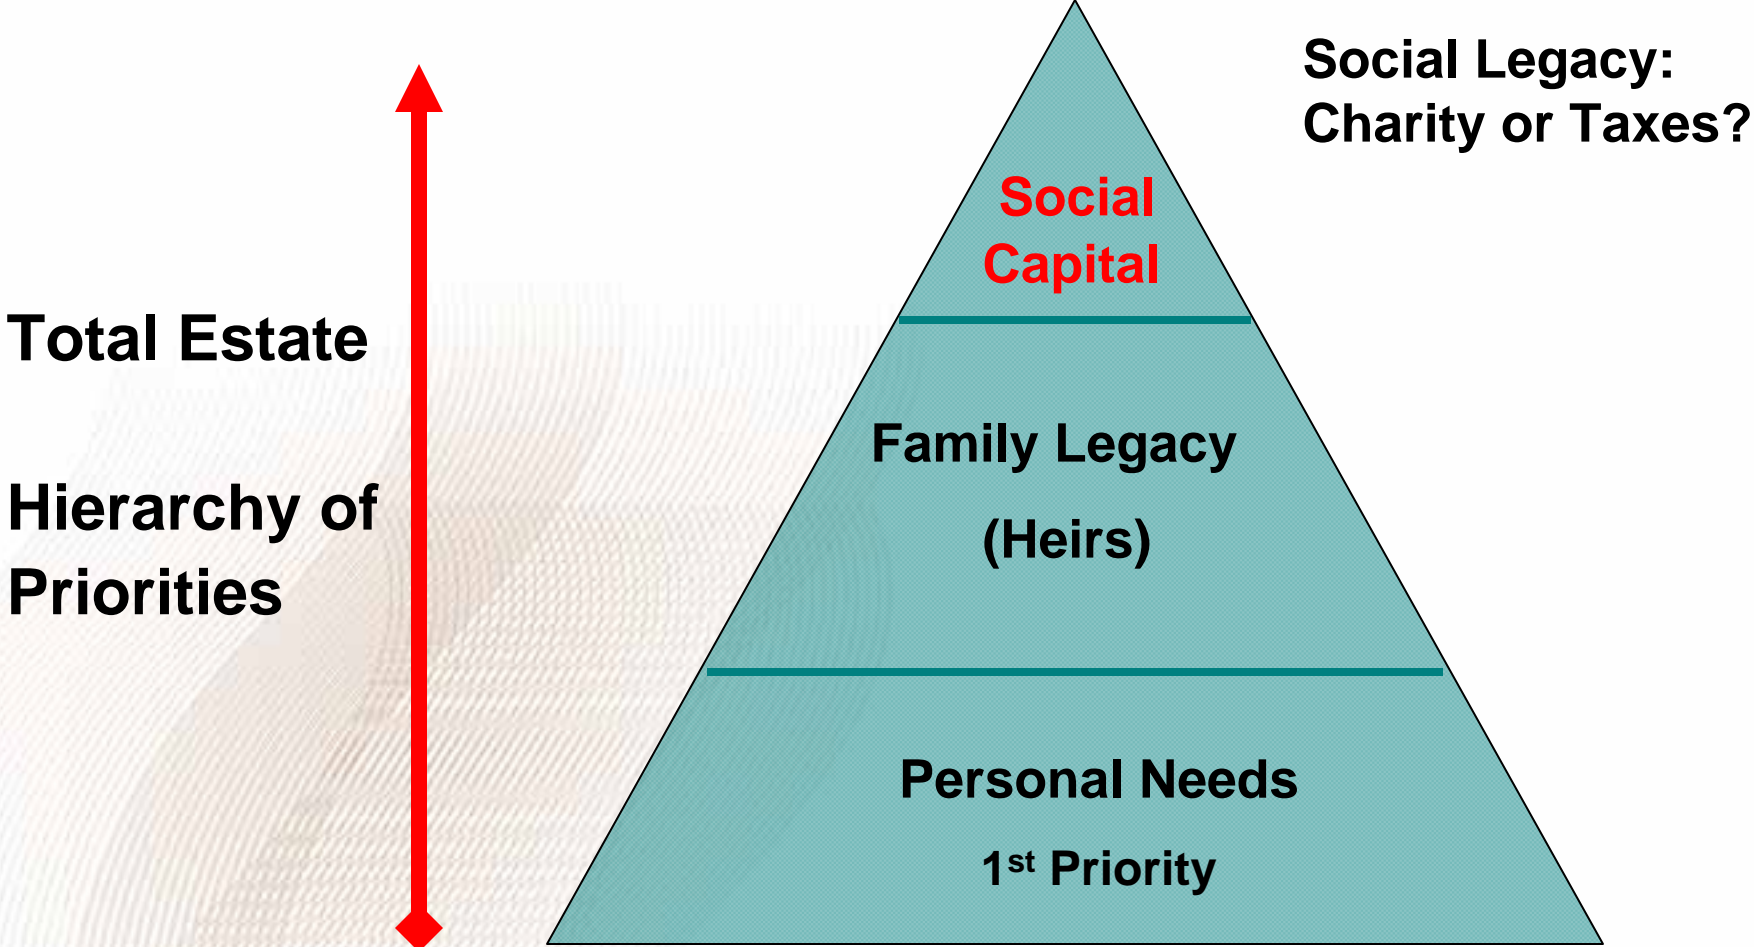 Social Legacy:
Charity or Taxes?
Social
Capital
Total Estate
Family Legacy
(Heirs)
Hierarchy of
Priorities
Personal Needs
1st Priority